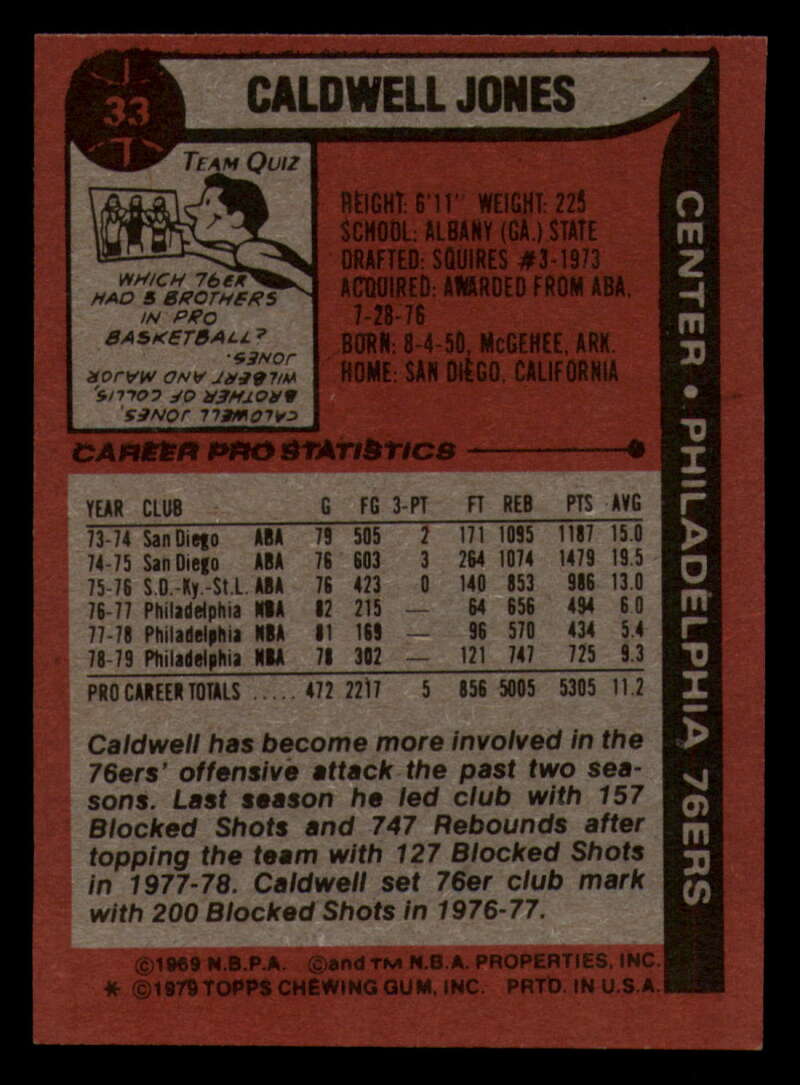 33
CALDWELL JONES
TEAM QUIZ
WHICH 76ER
HAD 3 BROTHERS
IN PRO
BASKETBALL?
CALDWELL JONES,
BROTHER OF COLLIS,
WILBERT AND MAJOR
JONES.
HEIGHT: 6'11" WEIGHT: 225
SCHOOL: ALBANY (GA.) STATE
DRAFTED: SQUIRES #3-1973
ACQUIRED: AWARDED FROM ABA,
7-28-76
BORN: 8-4-50, McGEHEE, ARK.
HOME: SAN DIEGO, CALIFORNIA
CENTER • PHILADELPHIA 76ERS
CAREER PRO STATISTICS
YEAR CLUB G FG 3-PT FT REB PTS AVG
73-74 San Diego ABA 79 505 2 171 1095 1187 15.0
74-75 San Diego ABA 76 603 3 264 1074 1479 19.5
75-76 S.D.-Ky.-St.L. ABA 76 423 0 140 853 986 13.0
76-77 Philadelphia NBA 82 215 — 64 656 494 6.0
77-78 Philadelphia NBA 81 169 — 96 570 434 5.4
78-79 Philadelphia NBA 78 302 — 121 747 725 9.3
PRO CAREER TOTALS ..... 472 2217 5 856 5005 5305 11.2
Caldwell has become more involved in the
76ers' offensive attack the past two sea-
sons. Last season he led club with 157
Blocked Shots and 747 Rebounds after
topping the team with 127 Blocked Shots
in 1977-78. Caldwell set 76er club mark
with 200 Blocked Shots in 1976-77.
©1969 N.B.P.A. ©and TM N.B.A. PROPERTIES, INC.
* ©1979 TOPPS CHEWING GUM, INC. PRTD. IN U.S.A.